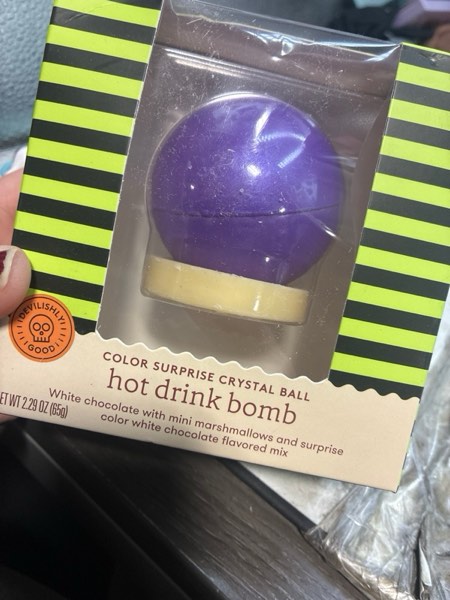 DEVILISHLY
GOOD
COLOR SURPRISE CRYSTAL BALL
hot drink bomb
White chocolate with mini marshmallows and surprise
color white chocolate flavored mix
ET WT 2.29 OZ (65g)